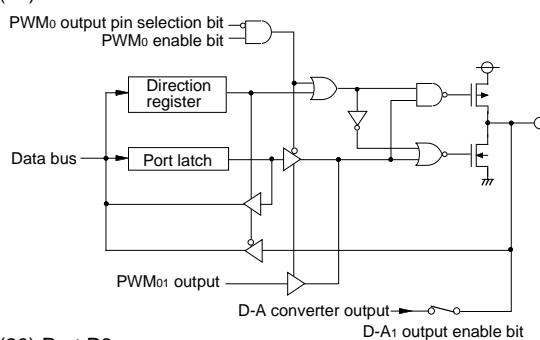 PWM0 output pin selection bit
PWM0 enable bit
Direction
register
Data bus
Port latch
PWM01 output
D-A converter output
D-A1 output enable bit